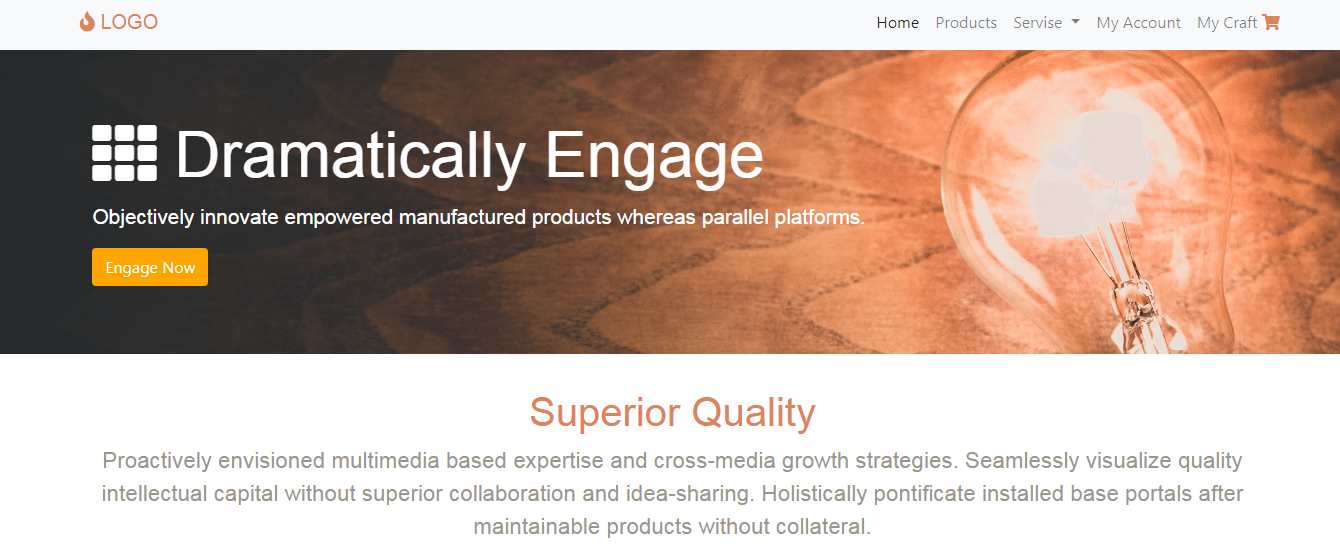 LOGO
Home Products Servise My Account My Craft
Dramatically Engage
Objectively innovate empowered manufactured products whereas parallel platforms.
Engage Now
Superior Quality
Proactively envisioned multimedia based expertise and cross-media growth strategies. Seamlessly visualize quality
intellectual capital without superior collaboration and idea-sharing. Holistically pontificate installed base portals after
maintainable products without collateral.